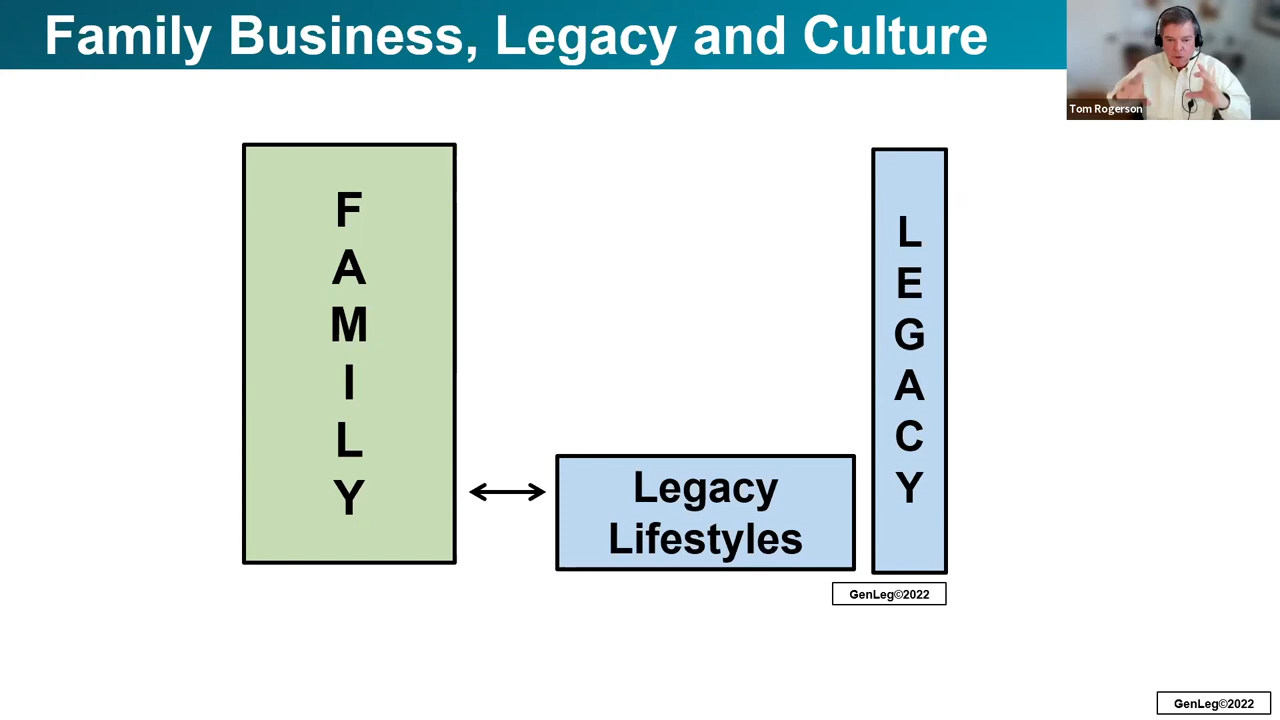 Family Business, Legacy and Culture
Tom Rogerson
F
A
M
I
L
Y
Legacy
Lifestyles
L
E
G
A
C
Y
GenLeg©2022
GenLeg©2022